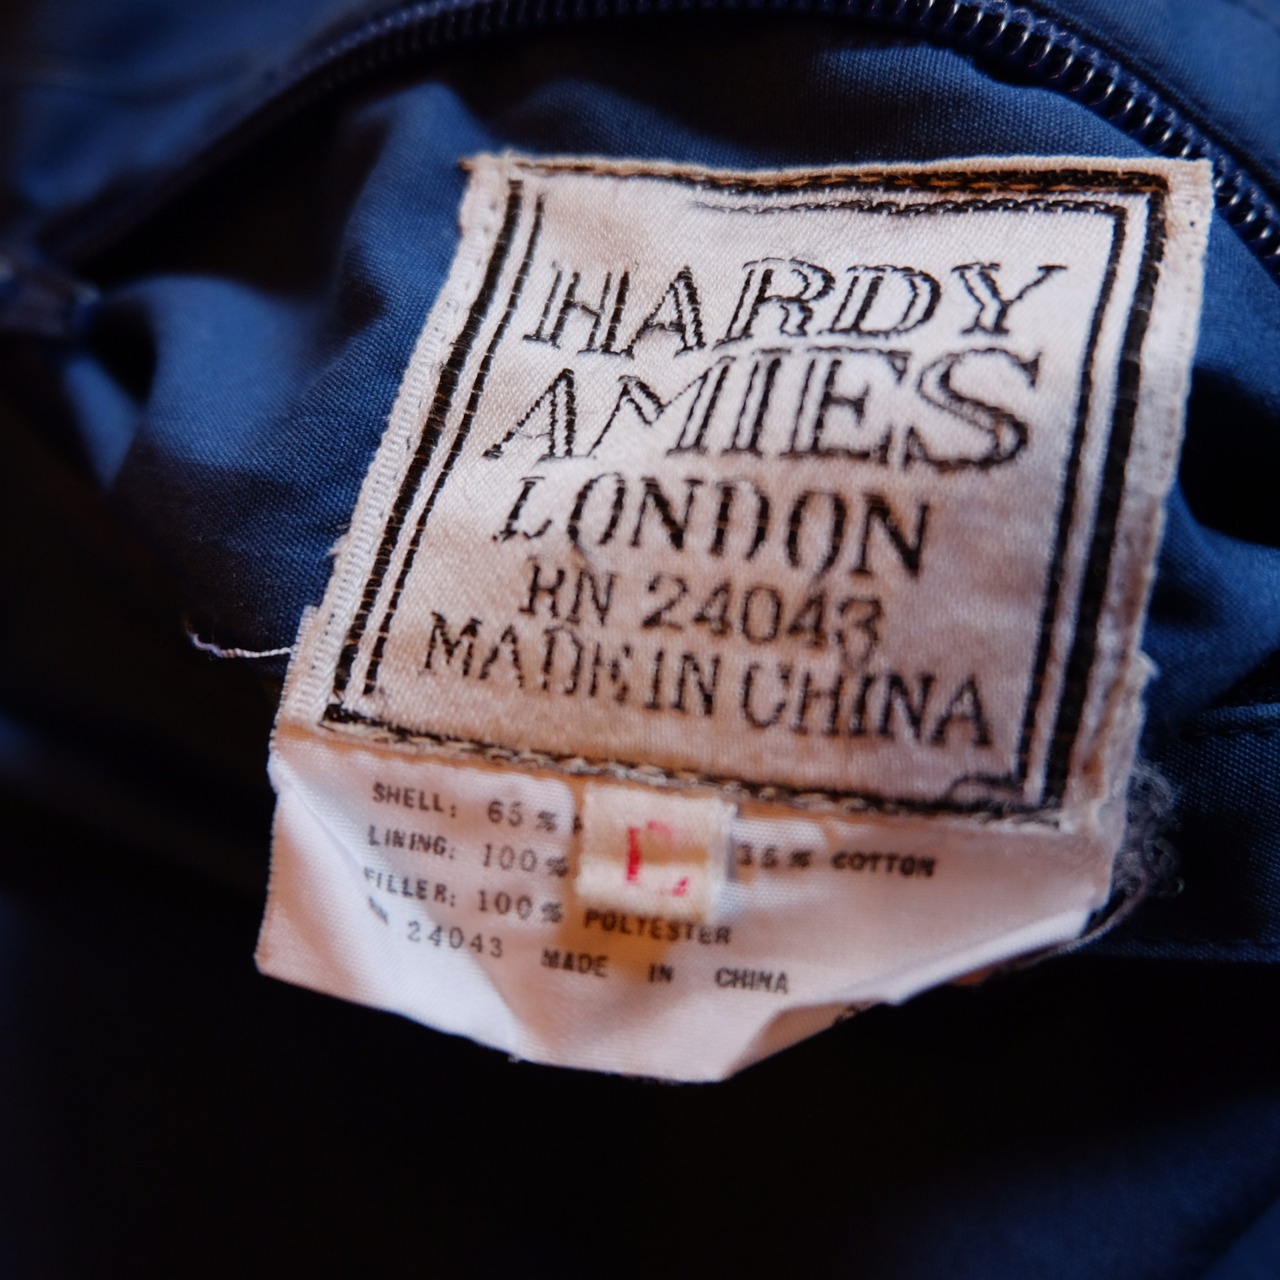 HARDY
AMIES
LONDON
RN 24043
MADE IN CHINA
SHELL: 65% 35% COTTON
LINING: 100%
FILLER: 100% POLYESTER
RN 24043 MADE IN CHINA
L